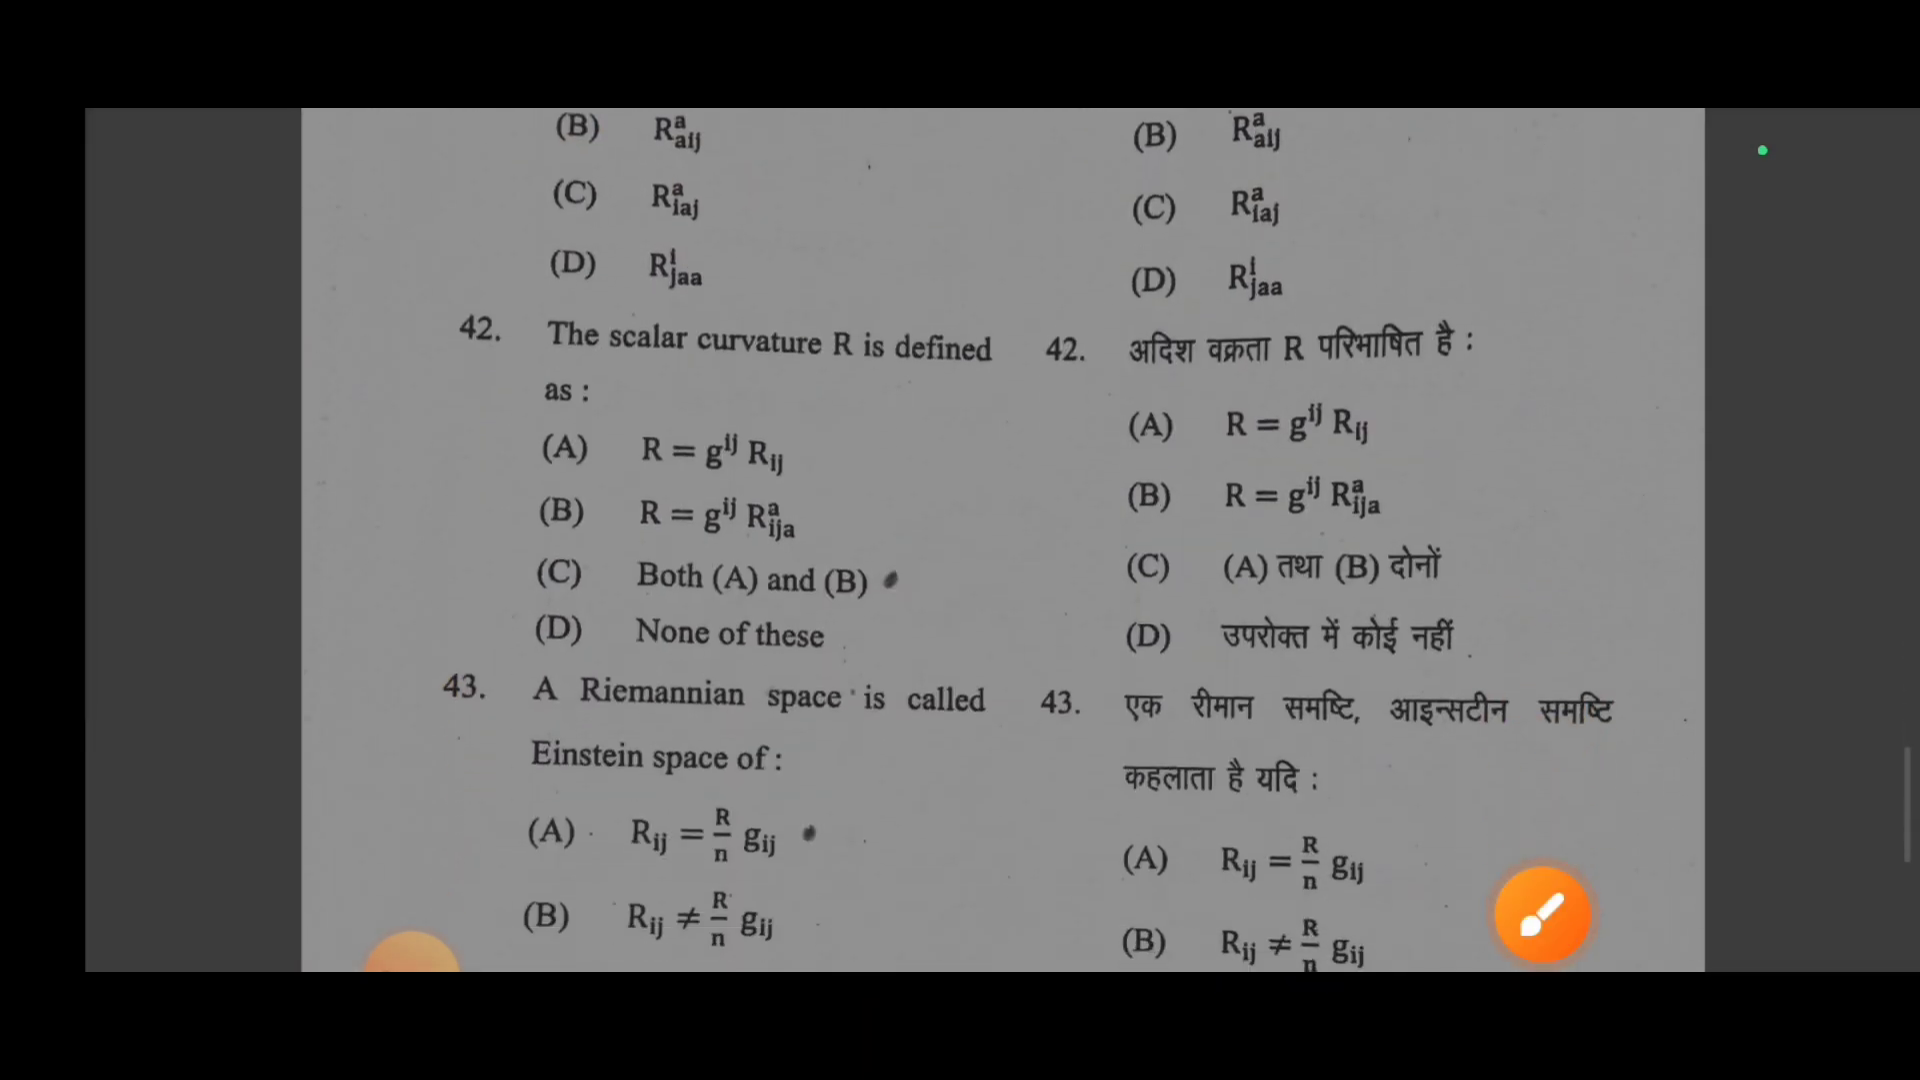 (B) R^a_{aij}
(C) R^a_{iaj}
(D) R^i_{jaa}
42. The scalar curvature R is defined
as :
(A) R = g^{ij} R_{ij}
(B) R = g^{ij} R^a_{ija}
(C) Both (A) and (B)
(D) None of these
43. A Riemannian space is called
Einstein space of :
(A) R_{ij} = R/n g_{ij}
(B) R_{ij} ≠ R/n g_{ij}
(B) R^a_{aij}
(C) R^a_{iaj}
(D) R^i_{jaa}
42. अदिश वक्रता R परिभाषित है :
(A) R = g^{ij} R_{ij}
(B) R = g^{ij} R^a_{ija}
(C) (A) तथा (B) दोनों
(D) उपरोक्त में कोई नहीं
43. एक रीमान समष्टि, आइन्सटीन समष्टि
कहलाता है यदि :
(A) R_{ij} = R/n g_{ij}
(B) R_{ij} ≠ R/n g_{ij}